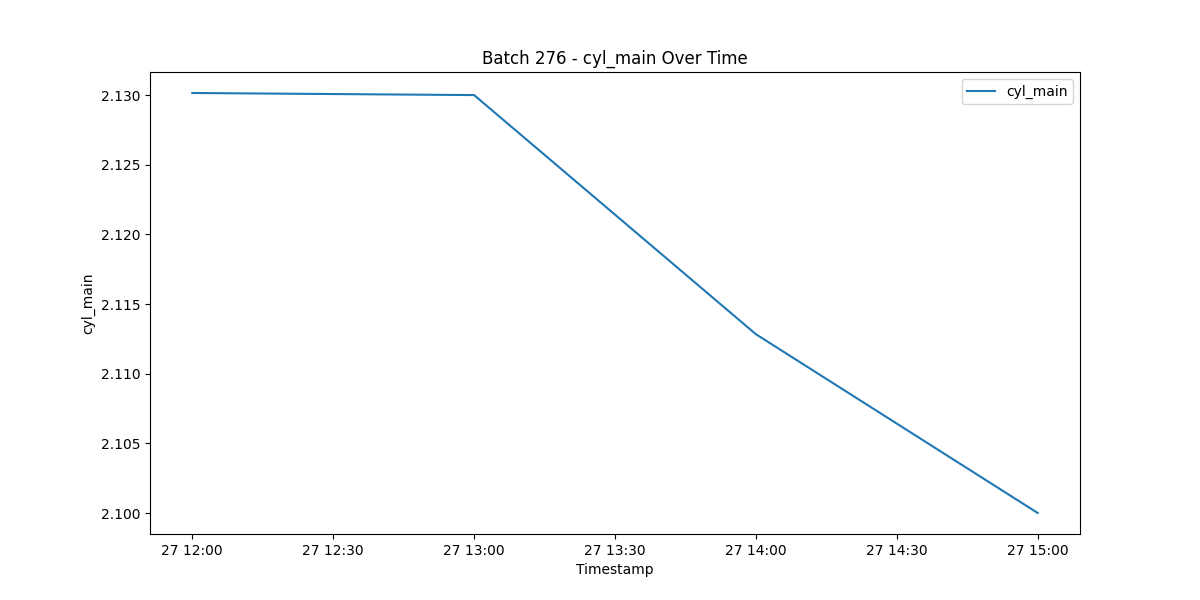 Batch 276 - cyl_main Over Time
cyl_main
2.130
2.125
2.120
2.115
2.110
2.105
2.100
cyl_main
27 12:00 27 12:30 27 13:00 27 13:30 27 14:00 27 14:30 27 15:00
Timestamp